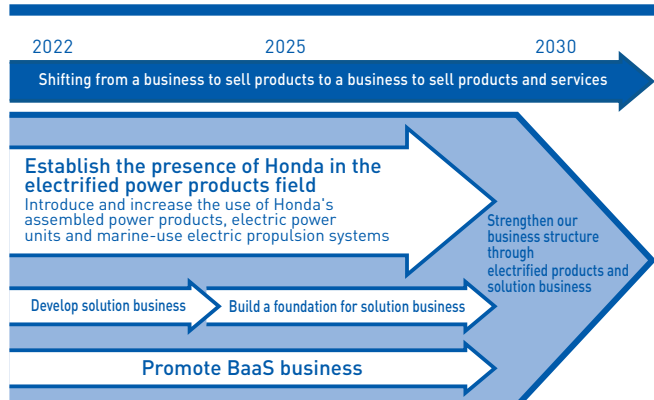 2022 2025 2030
Shifting from a business to sell products to a business to sell products and services
Establish the presence of Honda in the
electrified power products field
Introduce and increase the use of Honda's
assembled power products, electric power
units and marine-use electric propulsion systems
Strengthen our
business structure
through
electrified products and
solution business
Develop solution business
Build a foundation for solution business
Promote BaaS business